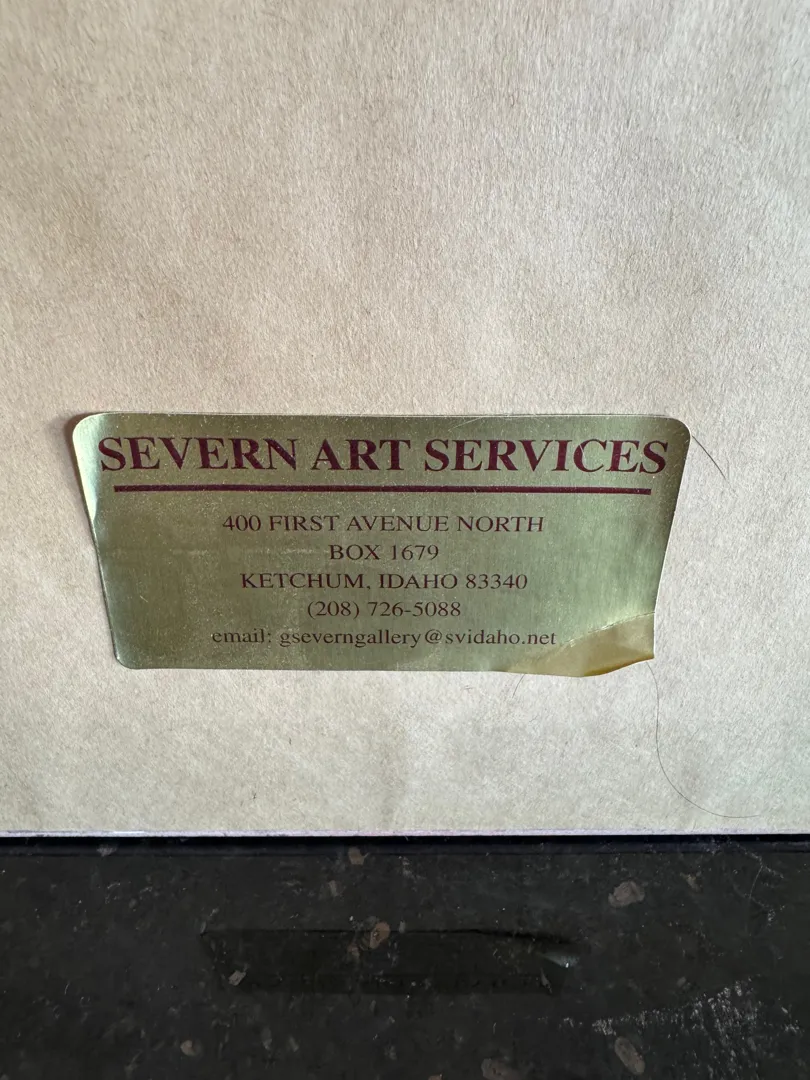 SEVERN ART SERVICES
400 FIRST AVENUE NORTH
BOX 1679
KETCHUM, IDAHO 83340
(208) 726-5088
email: gseverngallery@svidaho.net